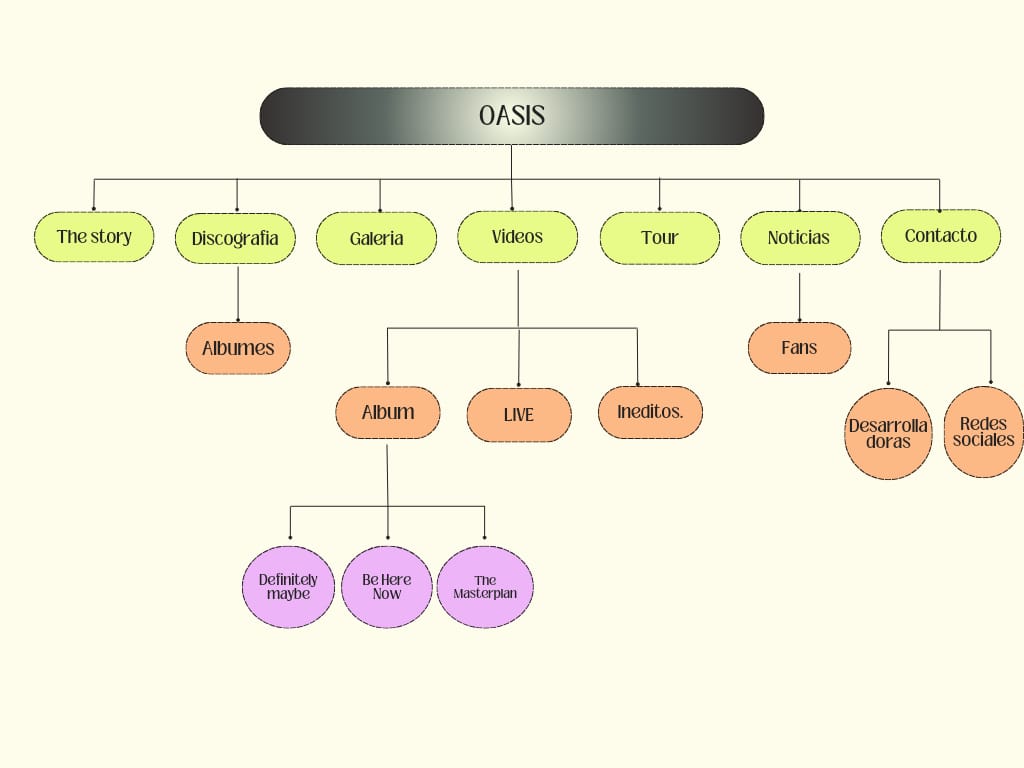 OASIS
The story
Discografia
Galeria
Videos
Tour
Noticias
Contacto
Albumes
Fans
Album
LIVE
Ineditos.
Desarrolla
doras
Redes
sociales
Definitely
maybe
Be Here
Now
The
Masterplan